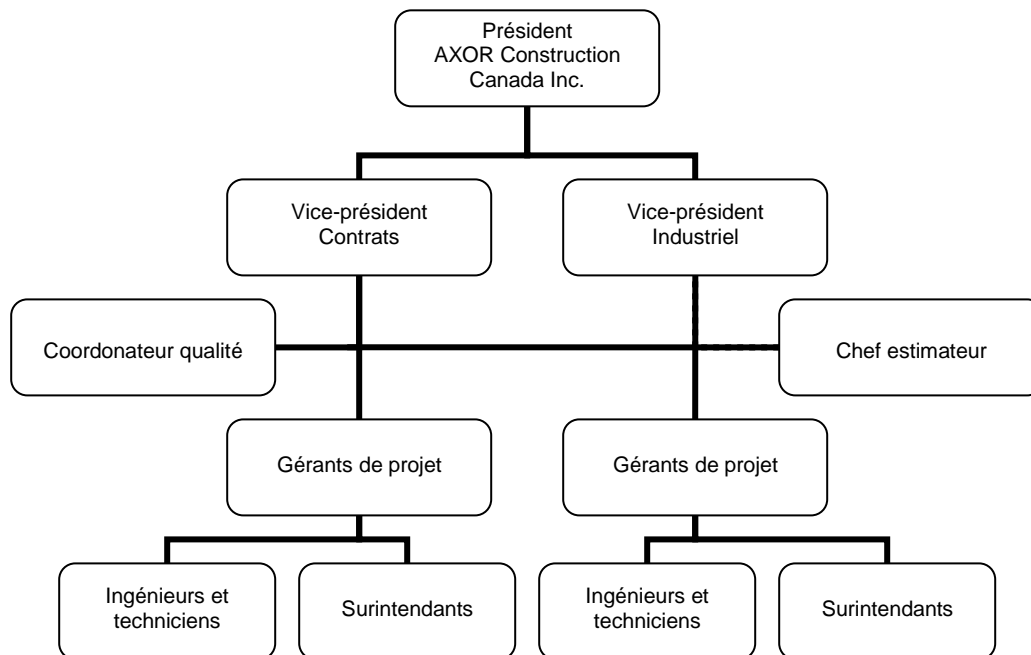 Président
AXOR Construction
Canada Inc.
Vice-président
Contrats
Vice-président
Industriel
Coordonateur qualité
Chef estimateur
Gérants de projet
Gérants de projet
Ingénieurs et
techniciens
Surintendants
Ingénieurs et
techniciens
Surintendants